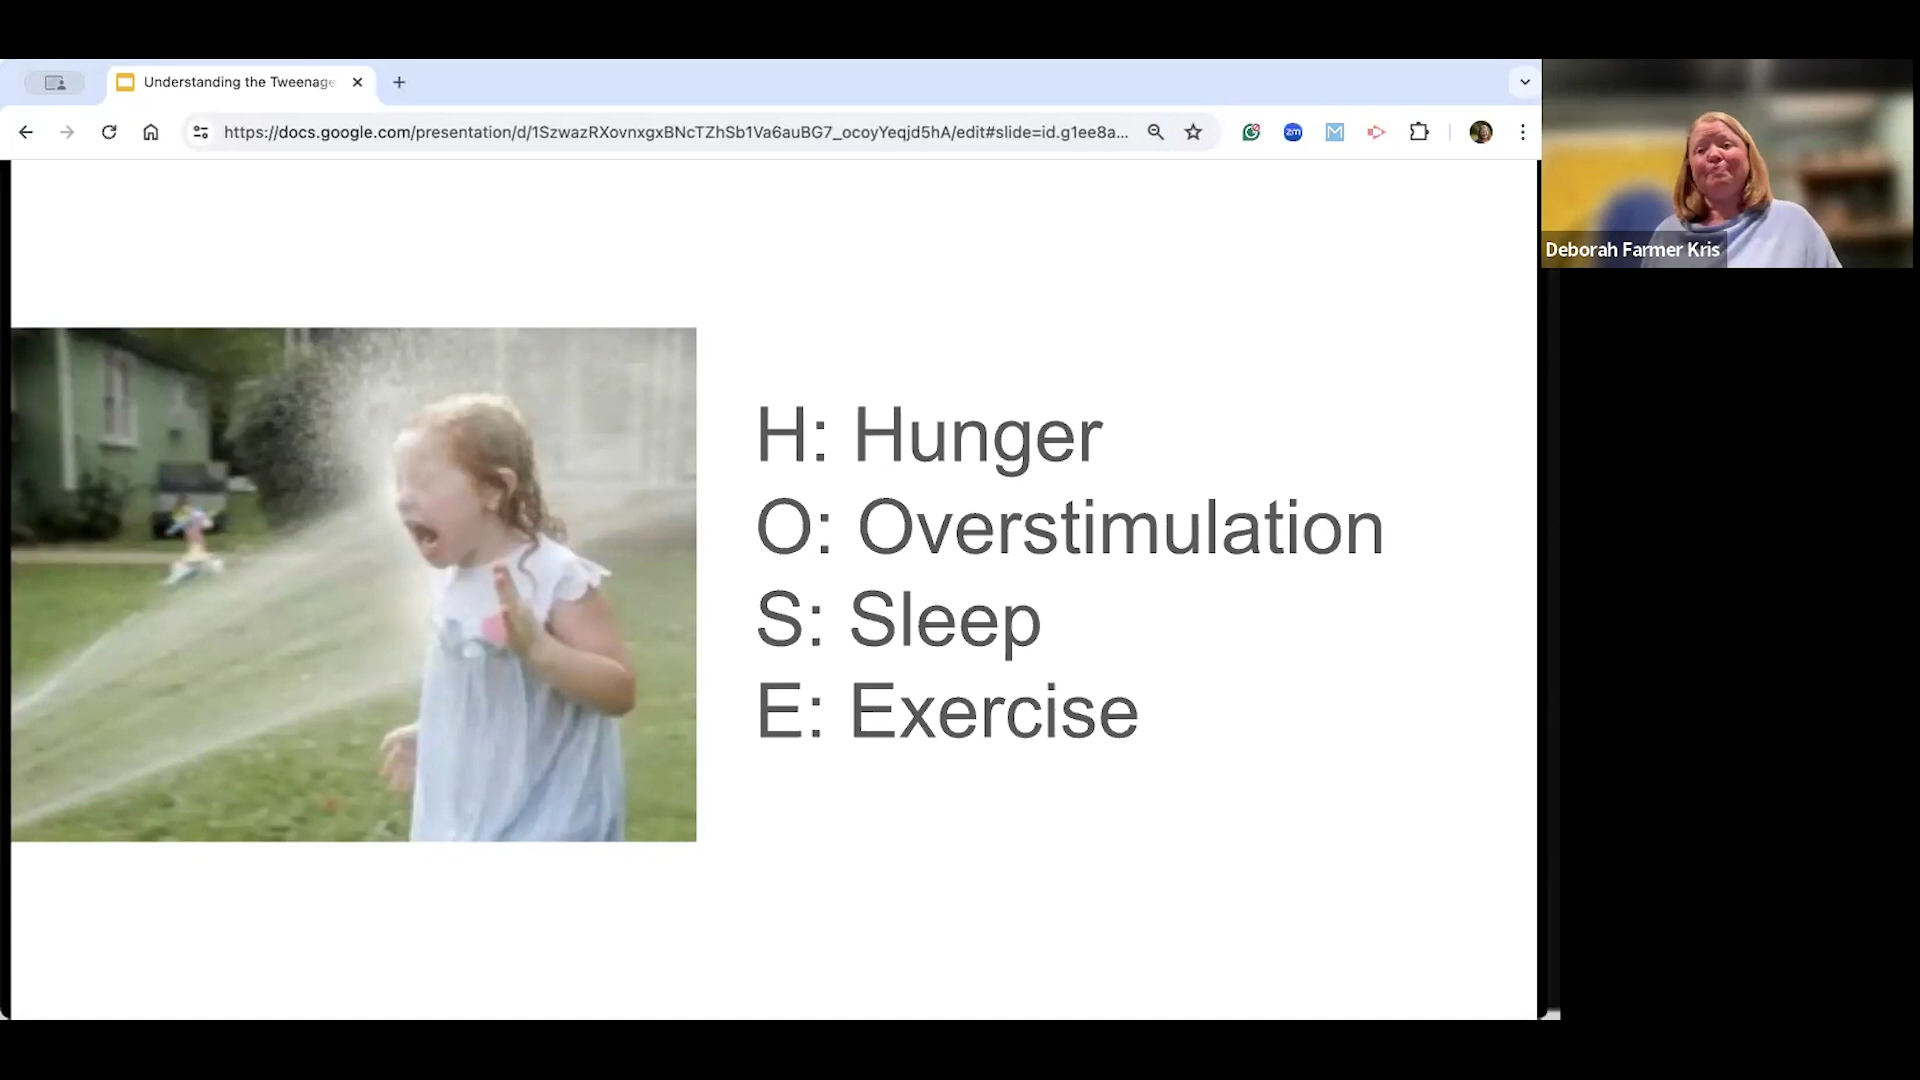 Understanding the Tweenage
https://docs.google.com/presentation/d/1SzwazRXovnxgxBNcTZhSb1Va6auBG7_ocoyYeqjd5hA/edit#slide=id.g1ee8a...
zm
M
Deborah Farmer Kris
H: Hunger
O: Overstimulation
S: Sleep
E: Exercise